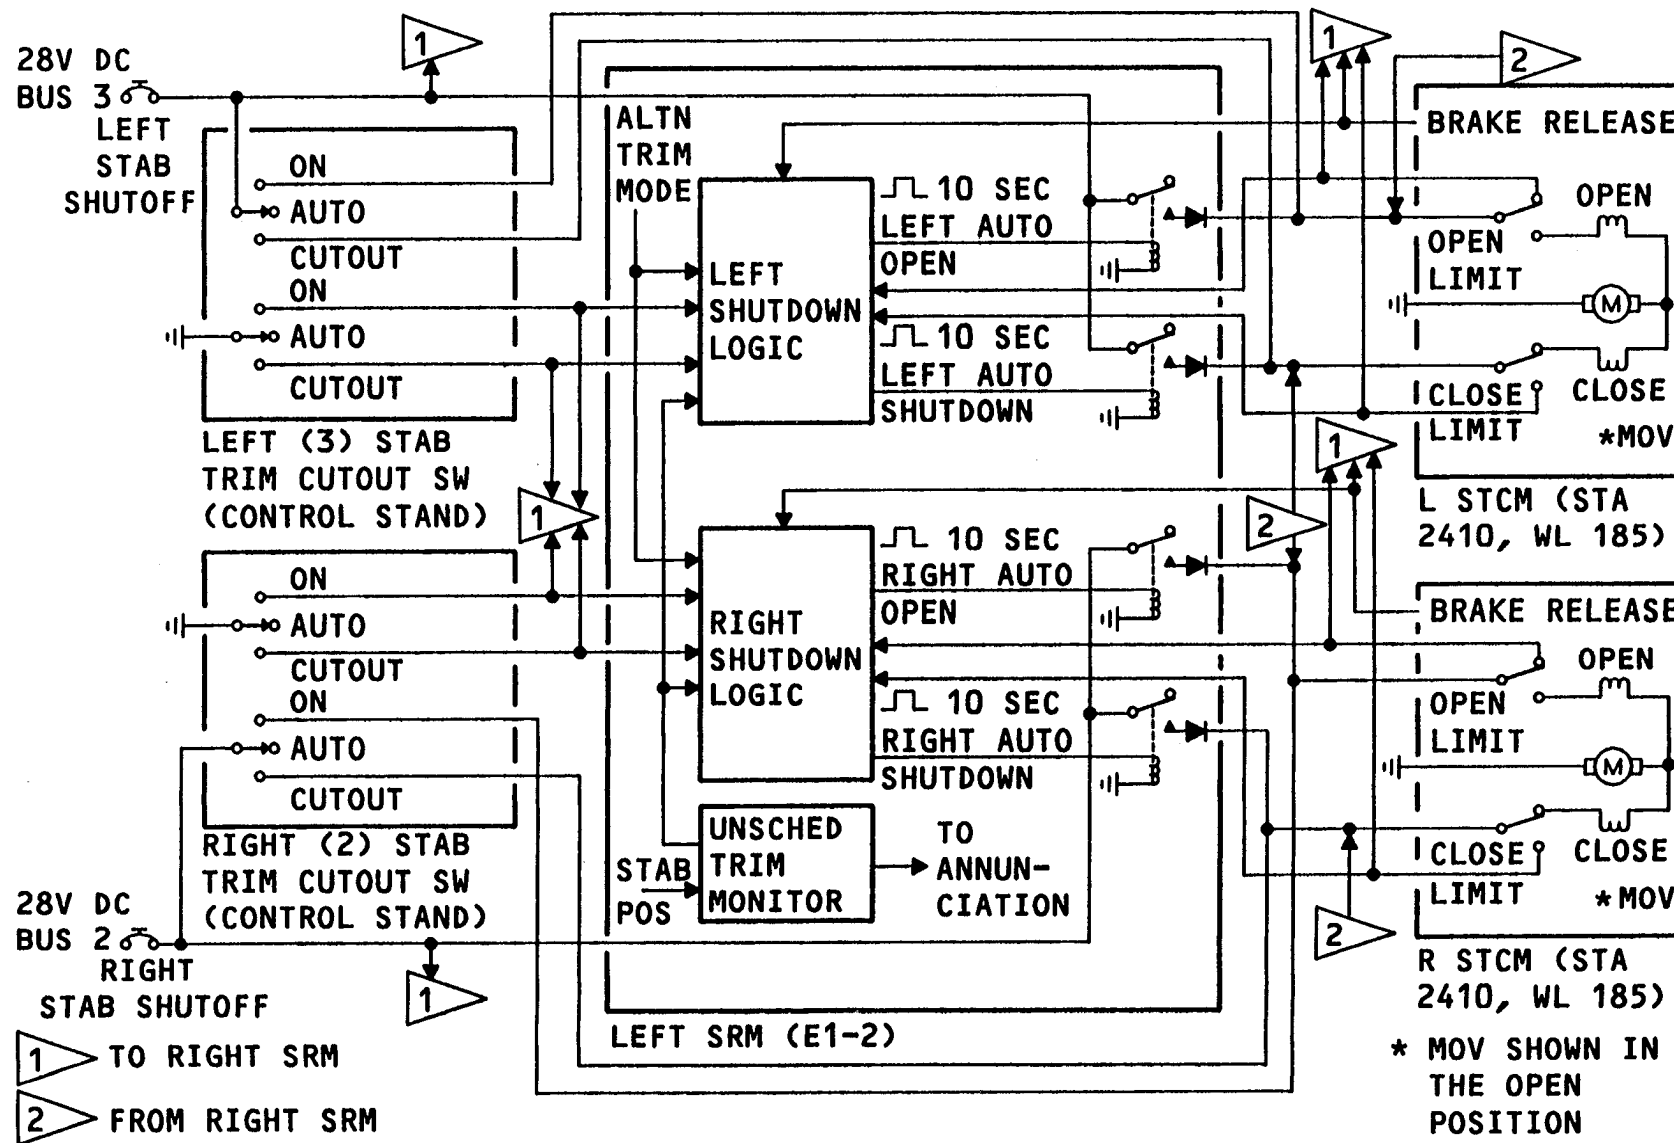 28V DC
BUS 3
LEFT
STAB
SHUTOFF
1
ON
AUTO
CUTOUT
ON
AUTO
CUTOUT
LEFT (3) STAB
TRIM CUTOUT SW
(CONTROL STAND)
1
ON
AUTO
CUTOUT
ON
AUTO
CUTOUT
RIGHT (2) STAB
TRIM CUTOUT SW
(CONTROL STAND)
28V DC
BUS 2
RIGHT
STAB SHUTOFF
1
1 TO RIGHT SRM
2 FROM RIGHT SRM
ALTN
TRIM
MODE
LEFT
SHUTDOWN
LOGIC
10 SEC
LEFT AUTO
OPEN
10 SEC
LEFT AUTO
SHUTDOWN
RIGHT
SHUTDOWN
LOGIC
10 SEC
RIGHT AUTO
OPEN
10 SEC
RIGHT AUTO
SHUTDOWN
STAB
POS
UNSCHED
TRIM
MONITOR
TO
ANNUN-
CIATION
LEFT SRM (E1-2)
1
2
BRAKE RELEASE
OPEN
OPEN
LIMIT
M
CLOSE
LIMIT
CLOSE
*MOV
L STCM (STA
2410, WL 185)
1
2
BRAKE RELEASE
OPEN
OPEN
LIMIT
M
CLOSE
LIMIT
CLOSE
*MOV
2
R STCM (STA
2410, WL 185)
* MOV SHOWN IN
THE OPEN
POSITION